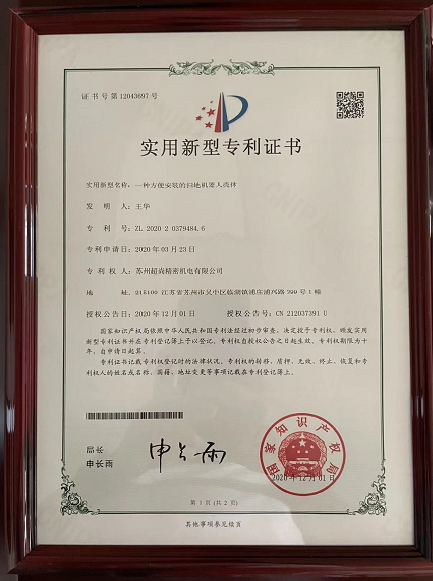 证书号第12043697号
实用新型专利证书
实用新型名称：一种方便安装的扫地机器人壳体
发明人：王华
专利号：ZL 2020 2 0379484.6
专利申请日：2020年03月23日
专利权人：苏州超尚精密机电有限公司
地址：215100 江苏省苏州市吴中区临湖镇浦庄浦兴路299号1幢
授权公告日：2020年12月01日 授权公告号：CN 212037391 U
国家知识产权局依照中华人民共和国专利法经过初步审查，决定授予专利权，颁发实用
新型专利证书并在专利登记簿上予以登记。专利权自授权公告之日起生效。专利权期限为十
年，自申请日起算。
专利证书记载专利权登记时的法律状况。专利权的转移、质押、无效、终止、恢复和专
利权人的姓名或名称、国籍、地址变更等事项记载在专利登记簿上。
局长
申长雨
申长雨
国家知识产权局
2020年12月01日
第 1 页 (共 2 页)
其他事项参见续页